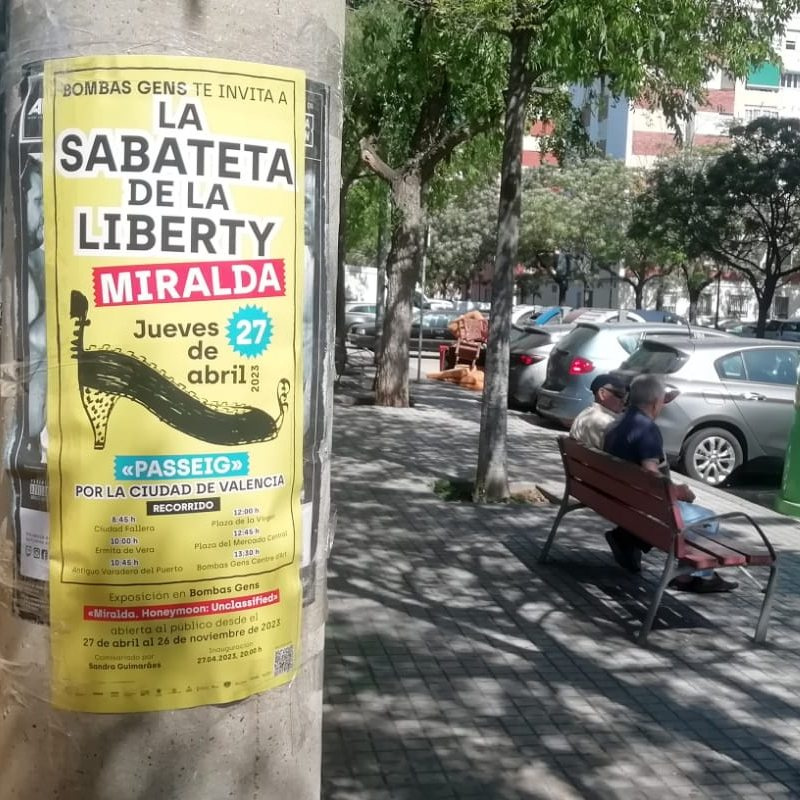 BOMBAS GENS TE INVITA A
LA
SABATETA
DE LA
LIBERTY
MIRALDA
Jueves 27
de
abril 2023
«PASSEIG»
POR LA CIUDAD DE VALENCIA
RECORRIDO
8:45 h
Ciudad Fallera
10:00 h
Ermita de Vera
10:45 h
Antiguo Varadero del Puerto
12:00 h
Plaza de la Virgen
12:45 h
Plaza del Mercado Central
13:30 h
Bombas Gens Centre d'Art
Exposición en Bombas Gens
«Miralda. Honeymoon: Unclassified»
abierta al público desde el
27 de abril al 26 de noviembre de 2023
Comisariado por
Sandra Guimarães
Inauguración
27.04.2023, 20:00 h